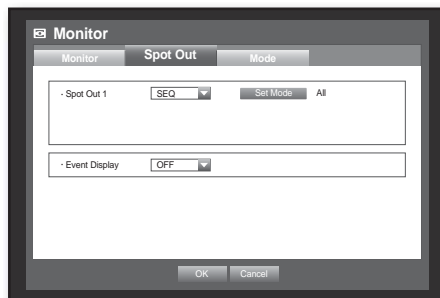 Monitor
Monitor Spot Out Mode
- Spot Out 1 SEQ Set Mode All
- Event Display OFF
OK Cancel